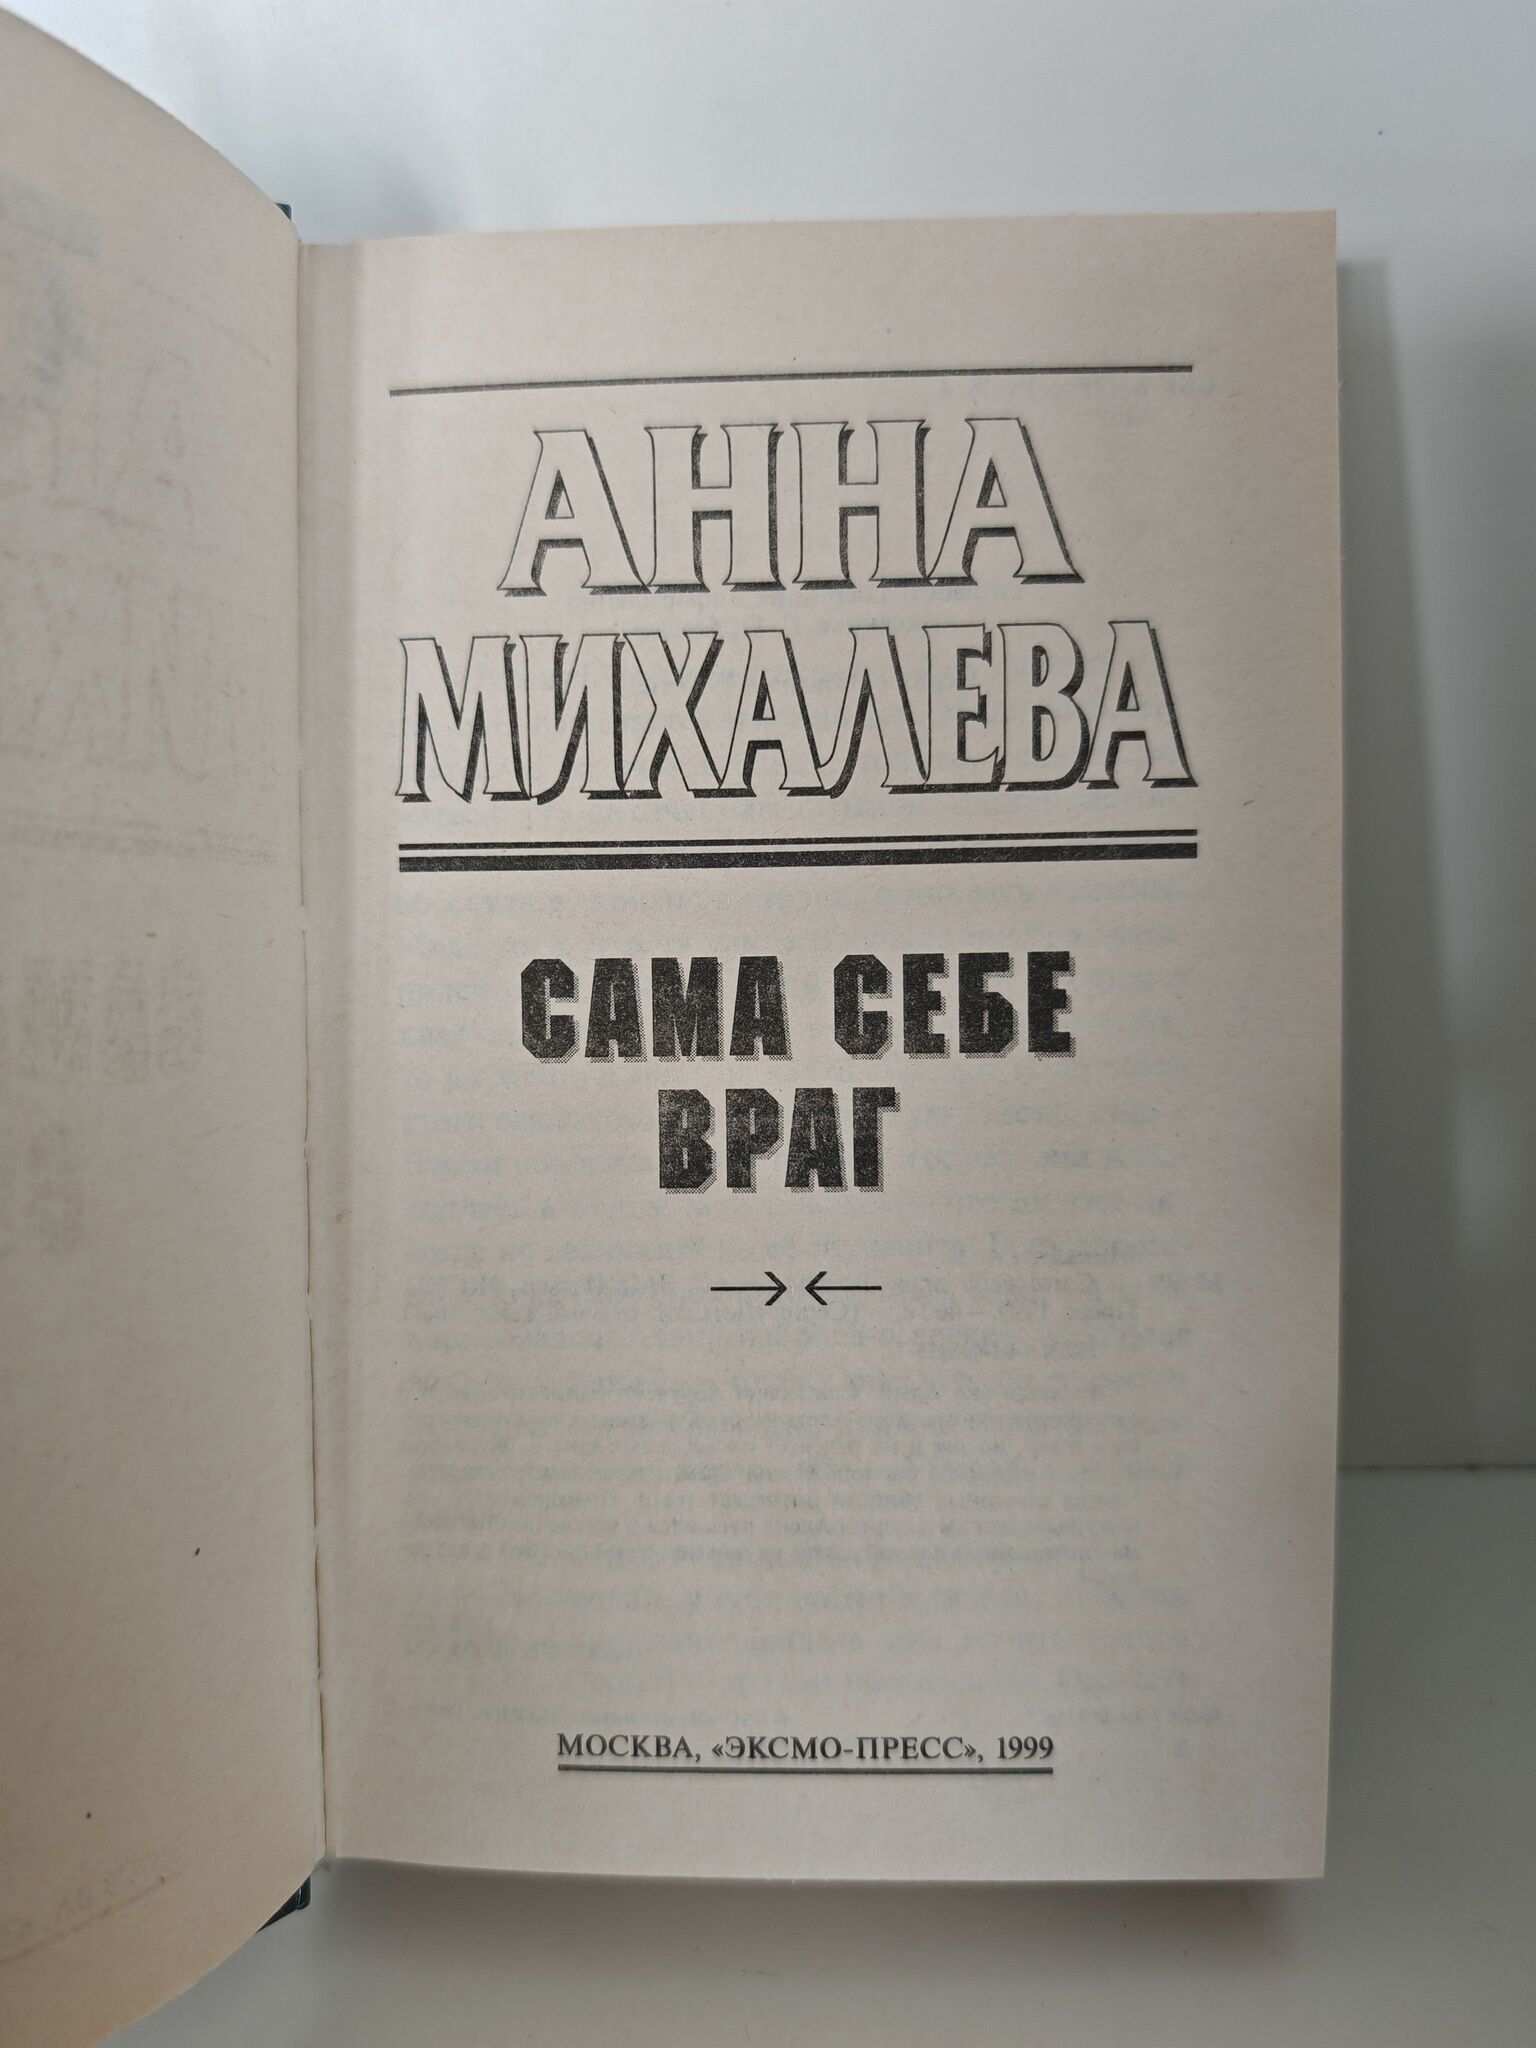 АННА
МИХАЛЕВА
САМА СЕБЕ
ВРАГ
МОСКВА, «ЭКСМО-ПРЕСС», 1999